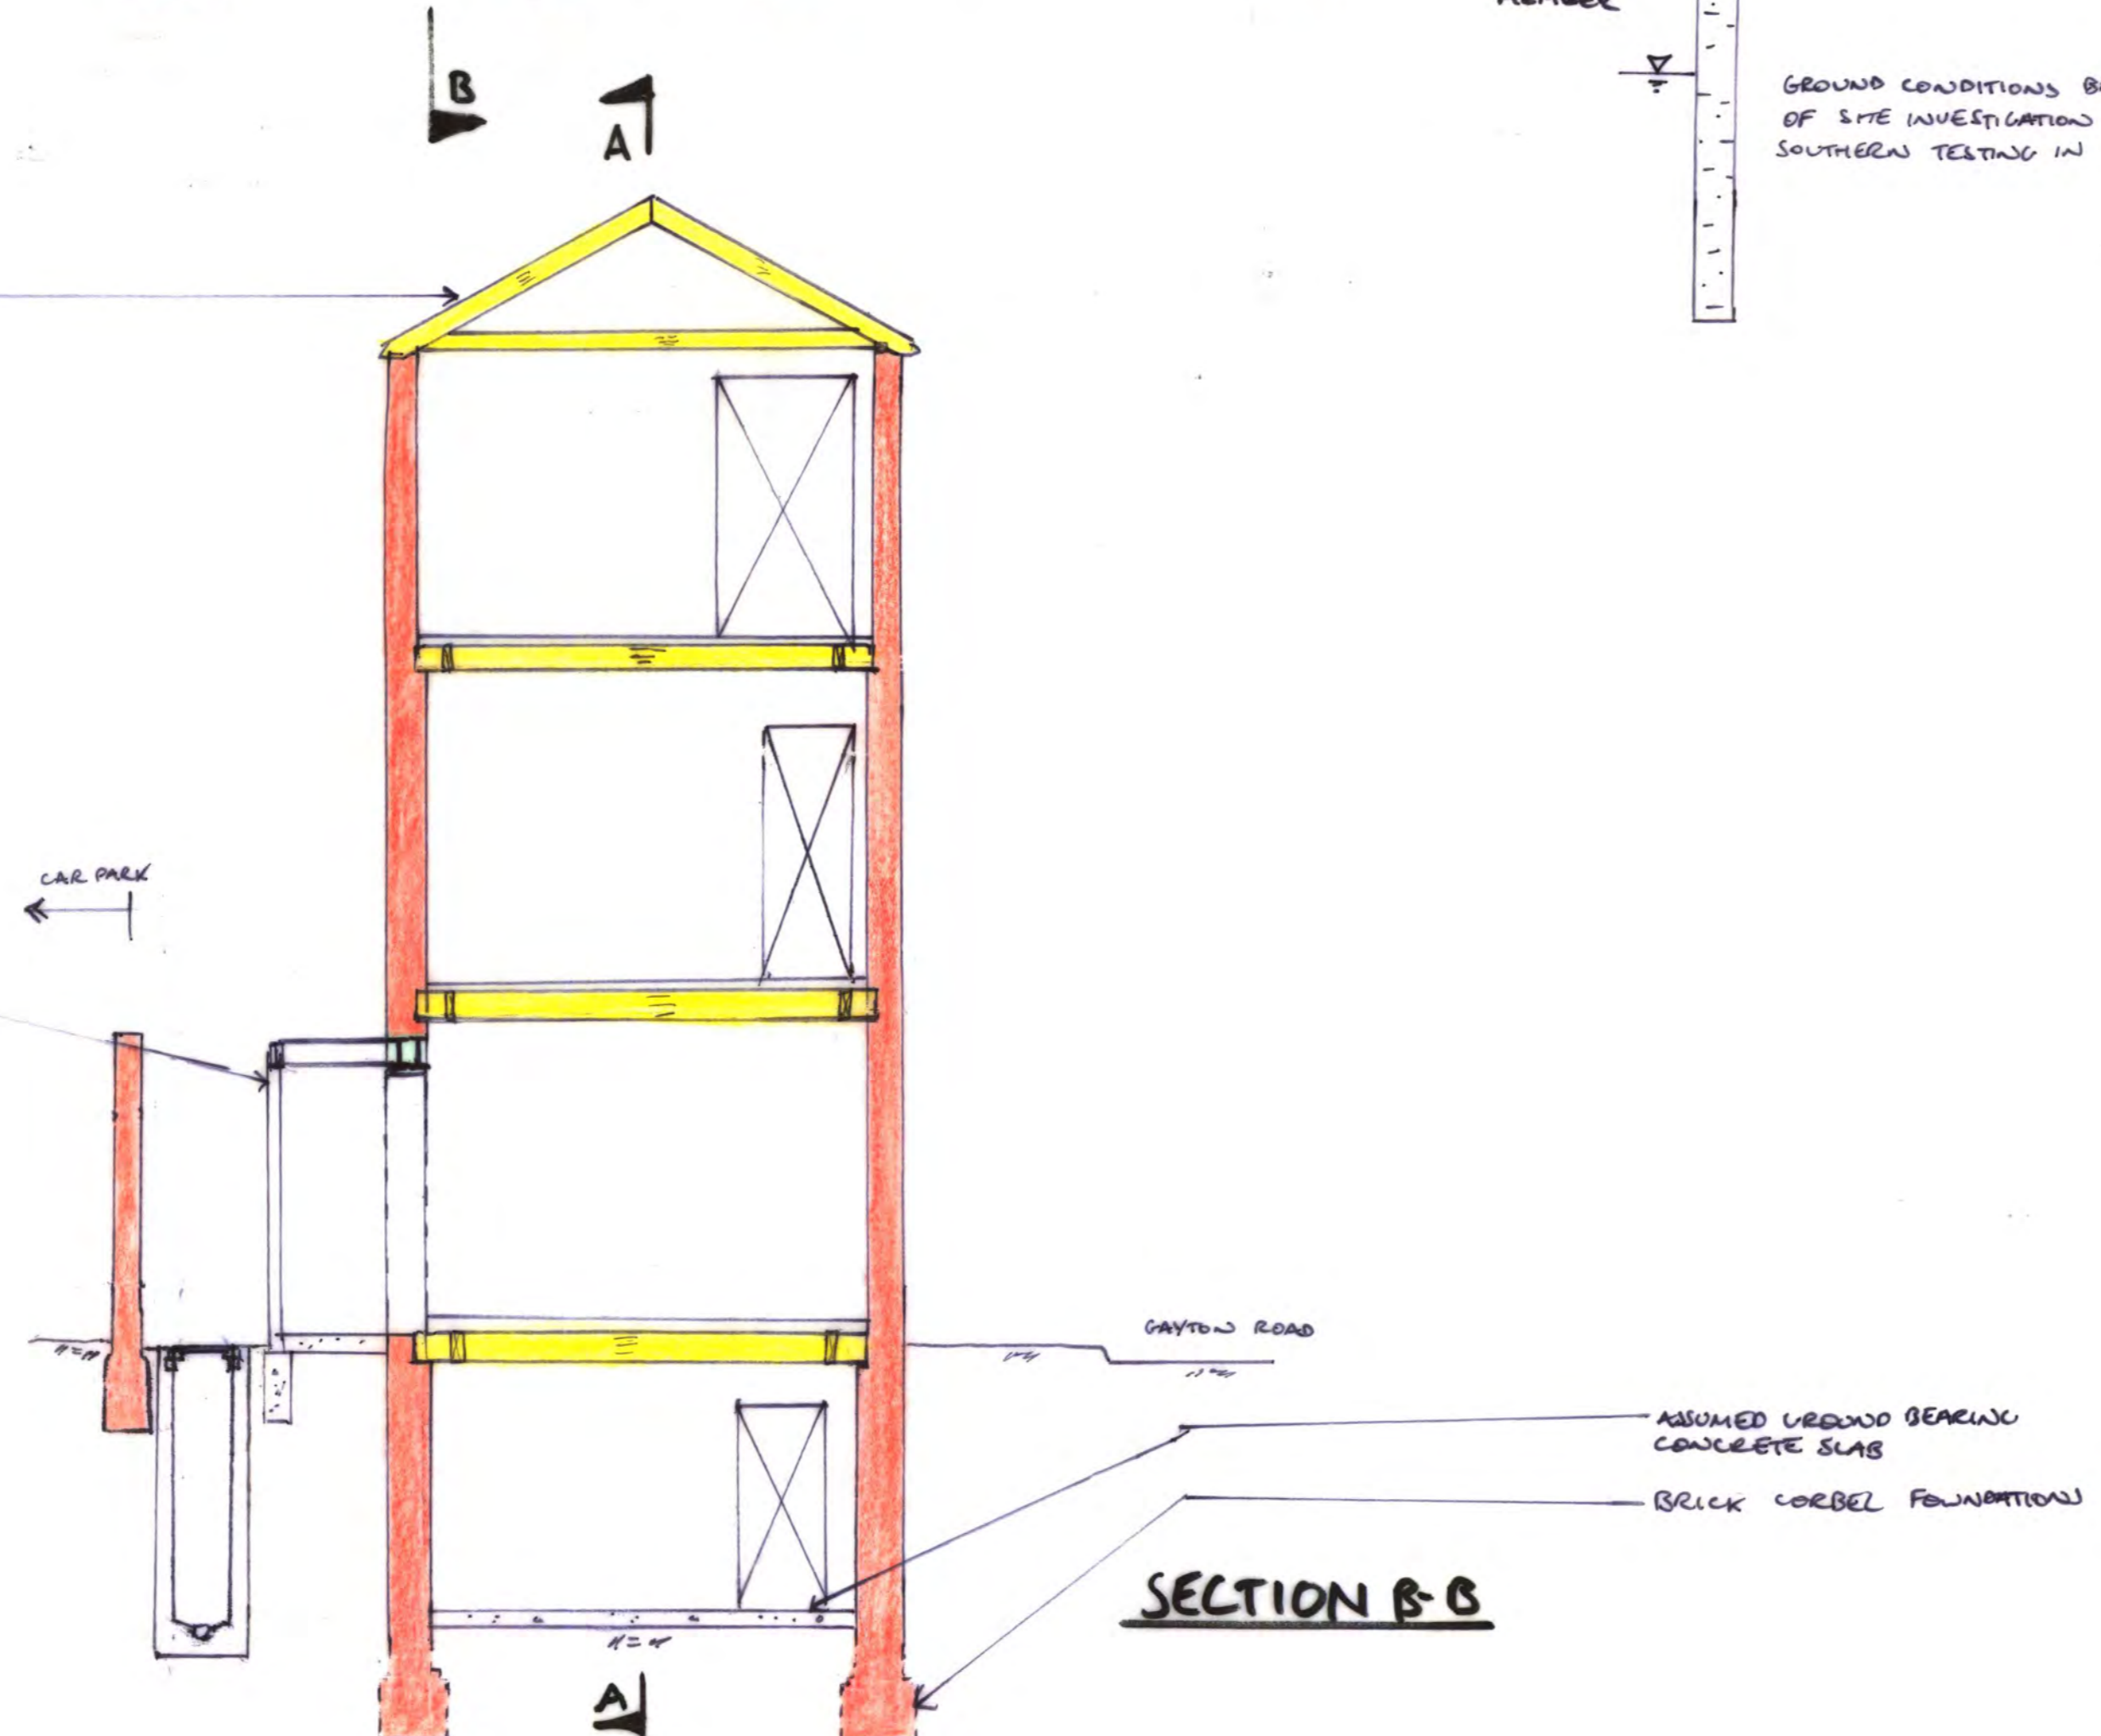 B
A
GROUND CONDITIONS
OF SITE INVESTIGATION
SOUTHERN TESTING IN
CAR PARK
GAYTON ROAD
ASSUMED GROUND BEARING
CONCRETE SLAB
BRICK CORBEL FOUNDATIONS
SECTION B-B
A